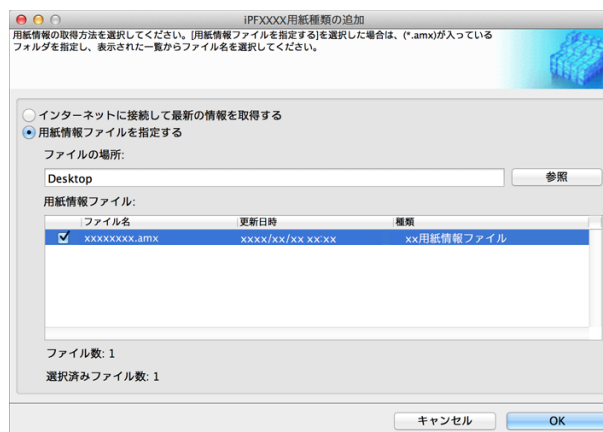 iPFXXXX用紙種類の追加
用紙情報の取得方法を選択してください。[用紙情報ファイルを指定する]を選択した場合は、(*.amx)が入っている
フォルダを指定し、表示された一覧からファイル名を選択してください。
インターネットに接続して最新の情報を取得する
用紙情報ファイルを指定する
ファイルの場所:
Desktop
参照
用紙情報ファイル:
ファイル名 更新日時 種類
xxxxxxxx.amx xxxx/xx/xx xx:xx xx用紙情報ファイル
ファイル数: 1
選択済みファイル数: 1
キャンセル OK